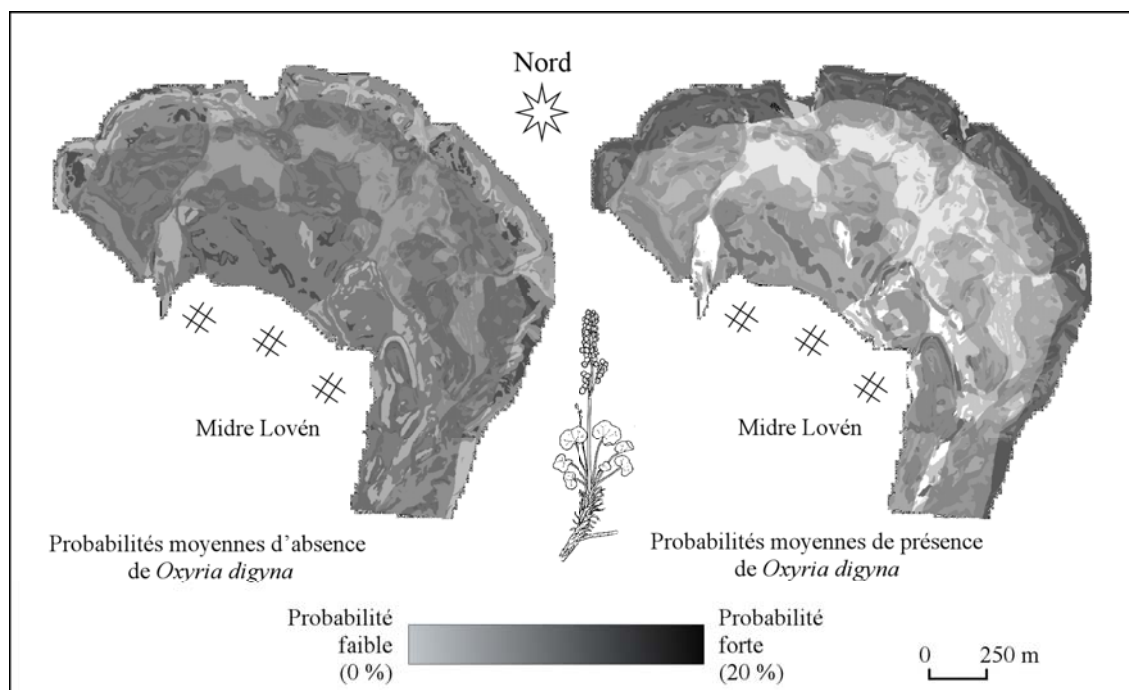 Nord
Midre Lovén
Midre Lovén
Probabilités moyennes d’absence
de Oxyria digyna
Probabilités moyennes de présence
de Oxyria digyna
Probabilité
faible
(0 %)
Probabilité
forte
(20 %)
0 250 m